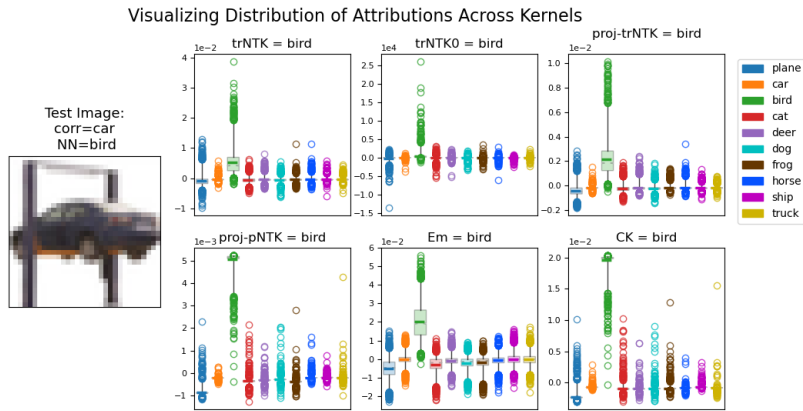 Visualizing Distribution of Attributions Across Kernels
Test Image:
corr=car
NN=bird
1e−2
trNTK = bird
4
3
2
1
0
−1
1e4
trNTK0 = bird
2.5
2.0
1.5
1.0
0.5
0.0
−0.5
−1.0
−1.5
1e−2
proj-trNTK = bird
1.0
0.8
0.6
0.4
0.2
0.0
−0.2
plane
car
bird
cat
deer
dog
frog
horse
ship
truck
1e−3
proj-pNTK = bird
5
4
3
2
1
0
−1
1e−2
Em = bird
6
5
4
3
2
1
0
−1
−2
1e−2
CK = bird
2.0
1.5
1.0
0.5
0.0